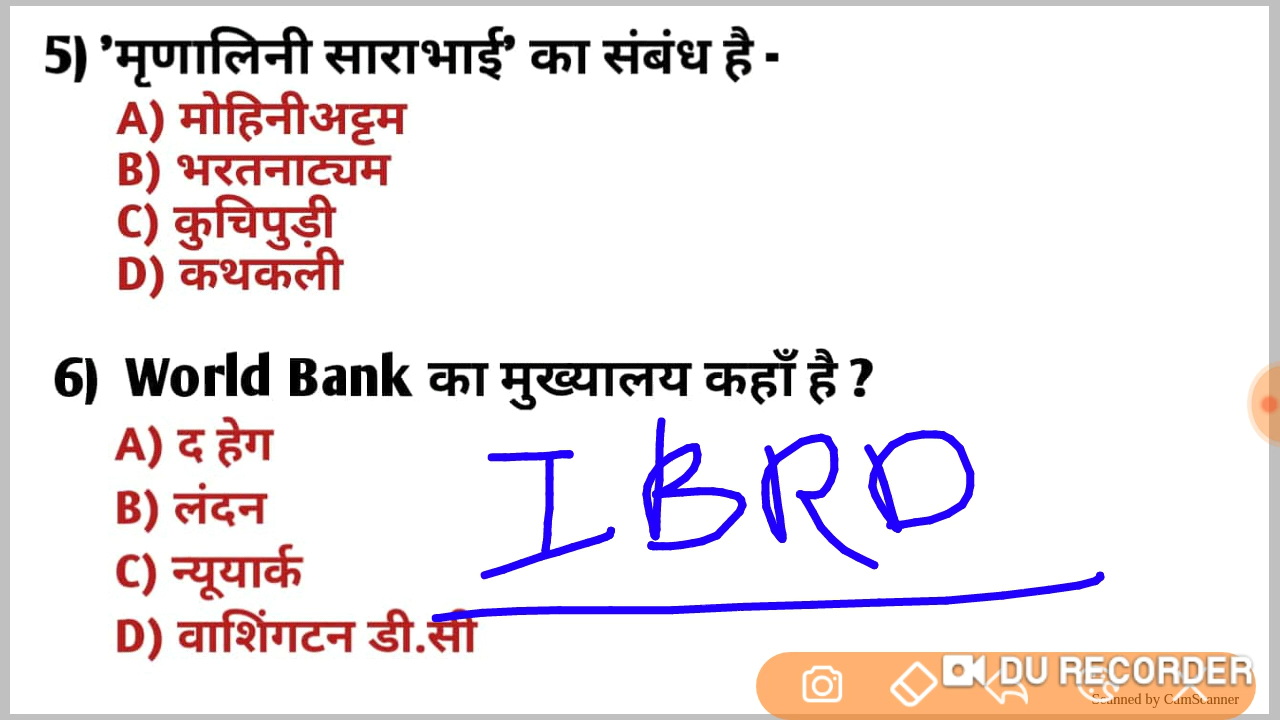 5) ’मृणालिनी साराभाई’ का संबंध है -
A) मोहिनीअट्टम
B) भरतनाट्यम
C) कुचिपुड़ी
D) कथकली
6) World Bank का मुख्यालय कहाँ है ?
A) द हेग
B) लंदन
C) न्यूयार्क
D) वाशिंगटन डी.सी
IBRD
DU RECORDER
Scanned by CamScanner